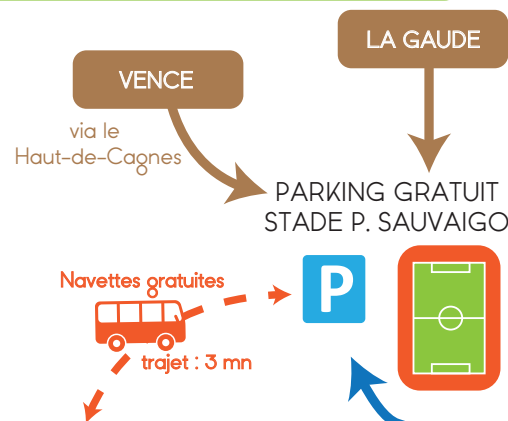 LA GAUDE
VENCE
via le
Haut-de-Cagnes
PARKING GRATUIT
STADE P. SAUVAIGO
Navettes gratuites
P
trajet : 3 mn